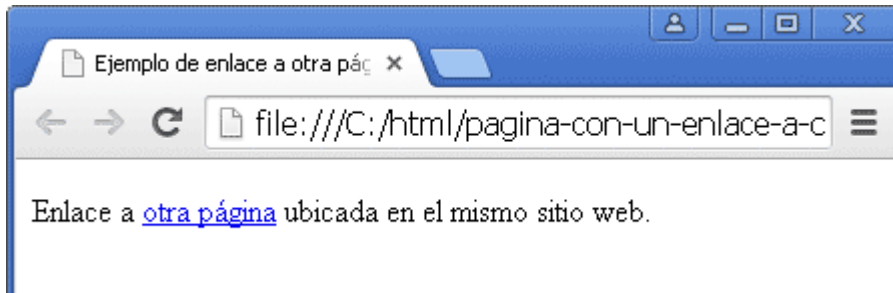 Ejemplo de enlace a otra pág
file:///C:/html/pagina-con-un-enlace-a-c
Enlace a otra página ubicada en el mismo sitio web.